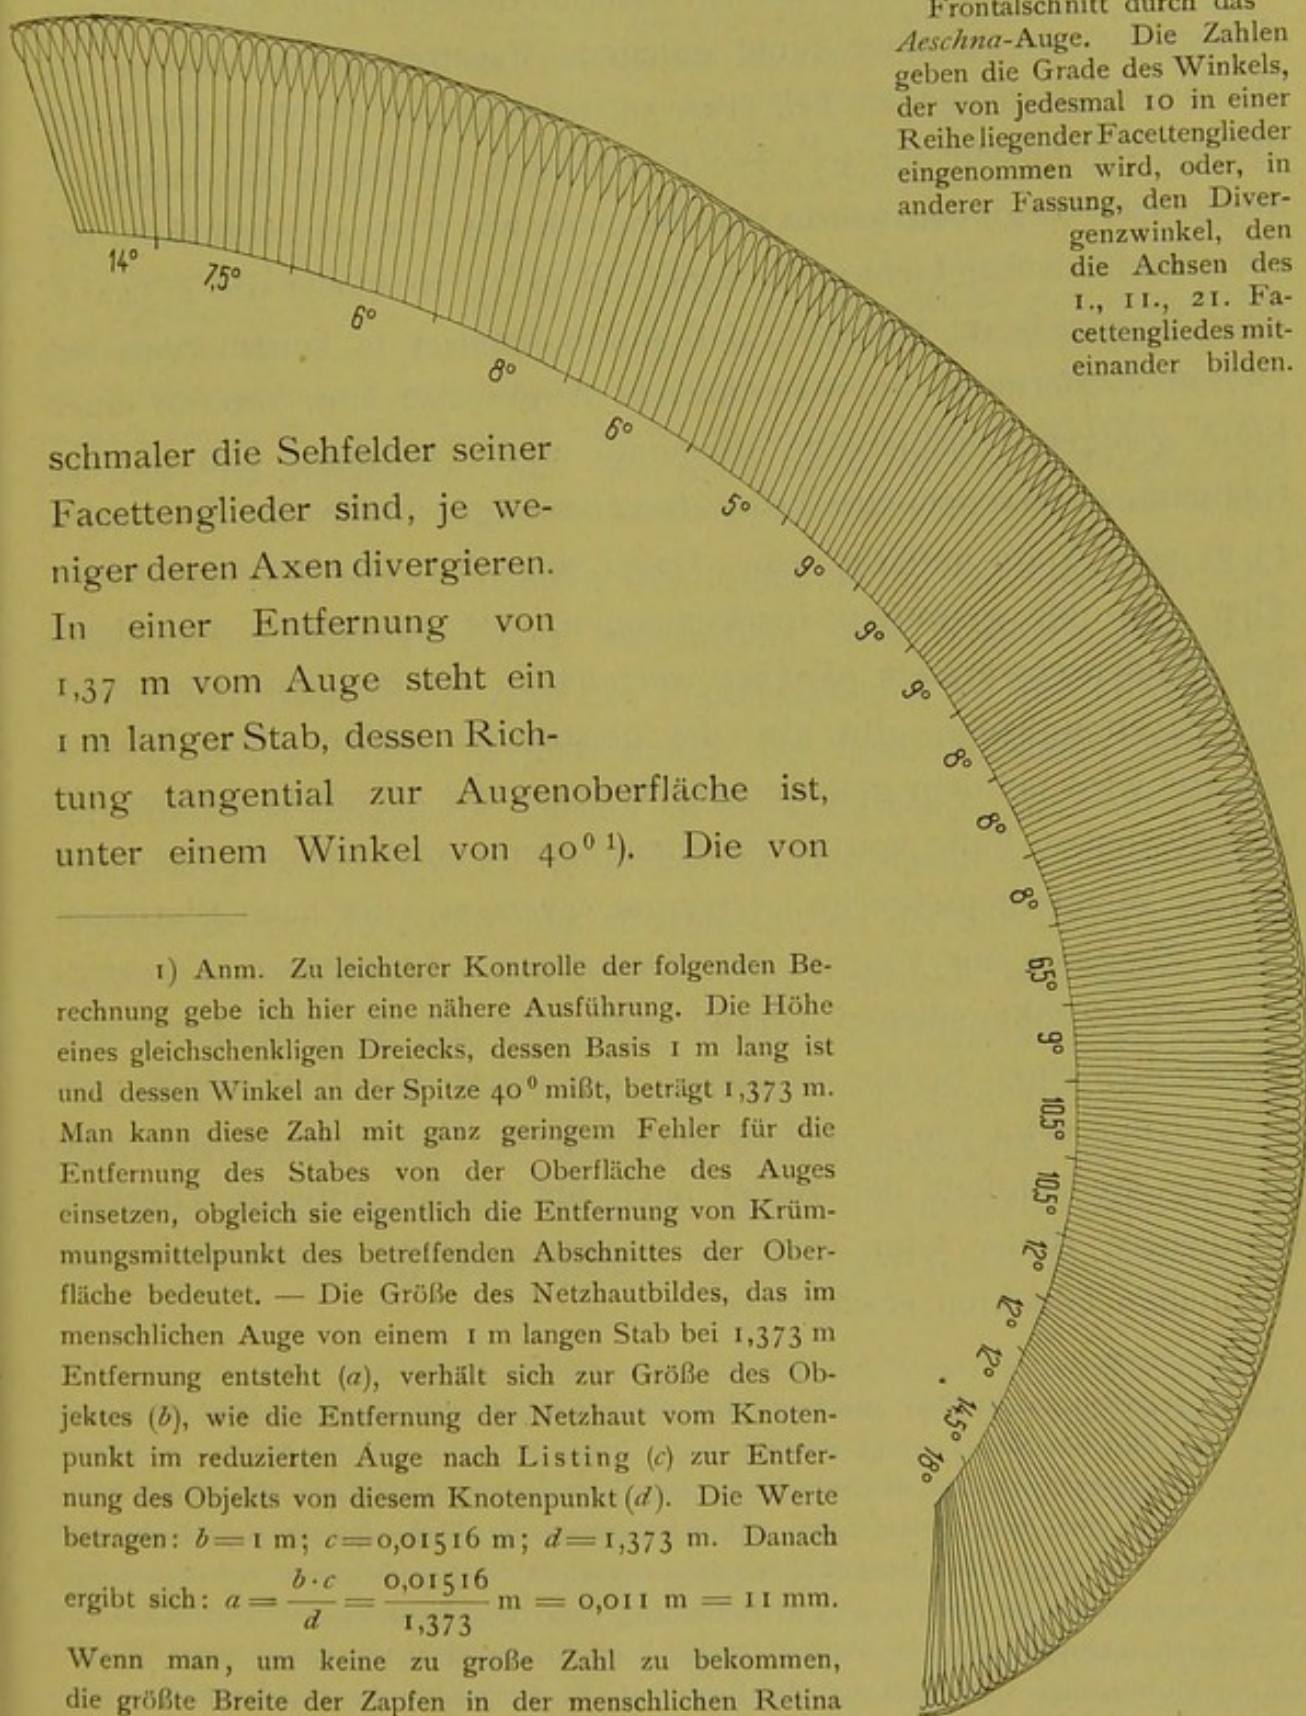 Frontalschnitt durch das
Aeschna-Auge. Die Zahlen
geben die Grade des Winkels,
der von jedesmal 10 in einer
Reihe liegender Facettenglieder
eingenommen wird, oder, in
anderer Fassung, den Diver-
genzwinkel, den
die Achsen des
1., 11., 21. Fa-
cettengliedes mit-
einander bilden.
14°
7,5°
6°
8°
6°
5°
9°
9°
9°
8°
8°
8°
6,5°
9°
10,5°
10,5°
12°
12°
12°
14,5°
18°
schmaler die Sehfelder seiner
Facettenglieder sind, je we-
niger deren Axen divergieren.
In einer Entfernung von
1,37 m vom Auge steht ein
1 m langer Stab, dessen Rich-
tung tangential zur Augenoberfläche ist,
unter einem Winkel von 40⁰ ¹). Die von
1) Anm. Zu leichterer Kontrolle der folgenden Be-
rechnung gebe ich hier eine nähere Ausführung. Die Höhe
eines gleichschenkligen Dreiecks, dessen Basis 1 m lang ist
und dessen Winkel an der Spitze 40⁰ mißt, beträgt 1,373 m.
Man kann diese Zahl mit ganz geringem Fehler für die
Entfernung des Stabes von der Oberfläche des Auges
einsetzen, obgleich sie eigentlich die Entfernung von Krüm-
mungsmittelpunkt des betreffenden Abschnittes der Ober-
fläche bedeutet. — Die Größe des Netzhautbildes, das im
menschlichen Auge von einem 1 m langen Stab bei 1,373 m
Entfernung entsteht (a), verhält sich zur Größe des Ob-
jektes (b), wie die Entfernung der Netzhaut vom Knoten-
punkt im reduzierten Auge nach Listing (c) zur Entfer-
nung des Objekts von diesem Knotenpunkt (d). Die Werte
betragen: b=1 m; c=0,01516 m; d=1,373 m. Danach
ergibt sich: a = b·c/d = 0,01516/1,373 m = 0,011 m = 11 mm.
Wenn man, um keine zu große Zahl zu bekommen,
die größte Breite der Zapfen in der menschlichen Retina